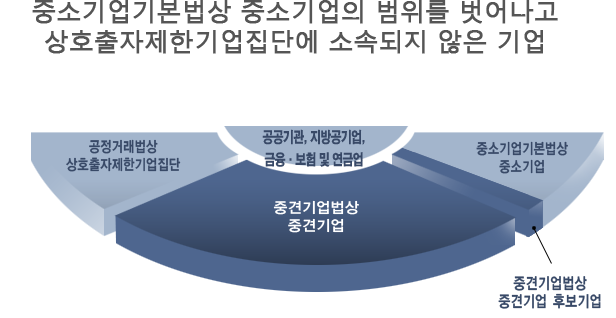 중소기업기본법상 중소기업의 범위를 벗어나고
상호출자제한기업집단에 소속되지 않은 기업
공공기관, 지방공기업,
금융·보험 및 연금업
공정거래법상
상호출자제한기업집단
중소기업기본법상
중소기업
중견기업법상
중견기업
중견기업법상
중견기업 후보기업